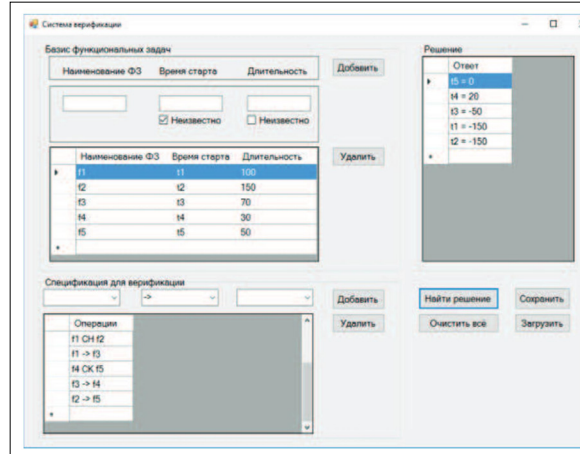 Система верификации
Базис функциональных задач
Наименование ФЗ Время старта Длительность
Добавить
Неизвестно Неизвестно
Наименование ФЗ Время старта Длительность
Удалить
f1 t1 100
f2 t2 150
f3 t3 70
f4 t4 30
f5 t5 50
Спецификация для верификации
->
Добавить
Удалить
Операции
f1 СН f2
f1 -> f3
f4 СК f5
f3 -> f4
f2 -> f5
Решение
Ответ
t5 = 0
t4 = 20
t3 = -50
t1 = -150
t2 = -150
Найти решение Сохранить
Очистить всё Загрузить